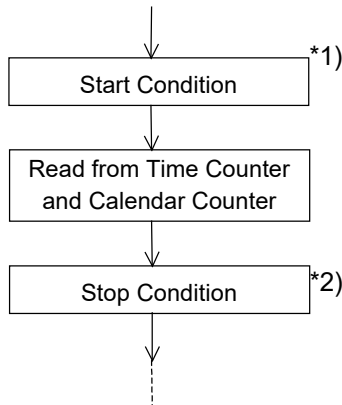 *1)
Start Condition
Read from Time Counter
and Calendar Counter
*2)
Stop Condition